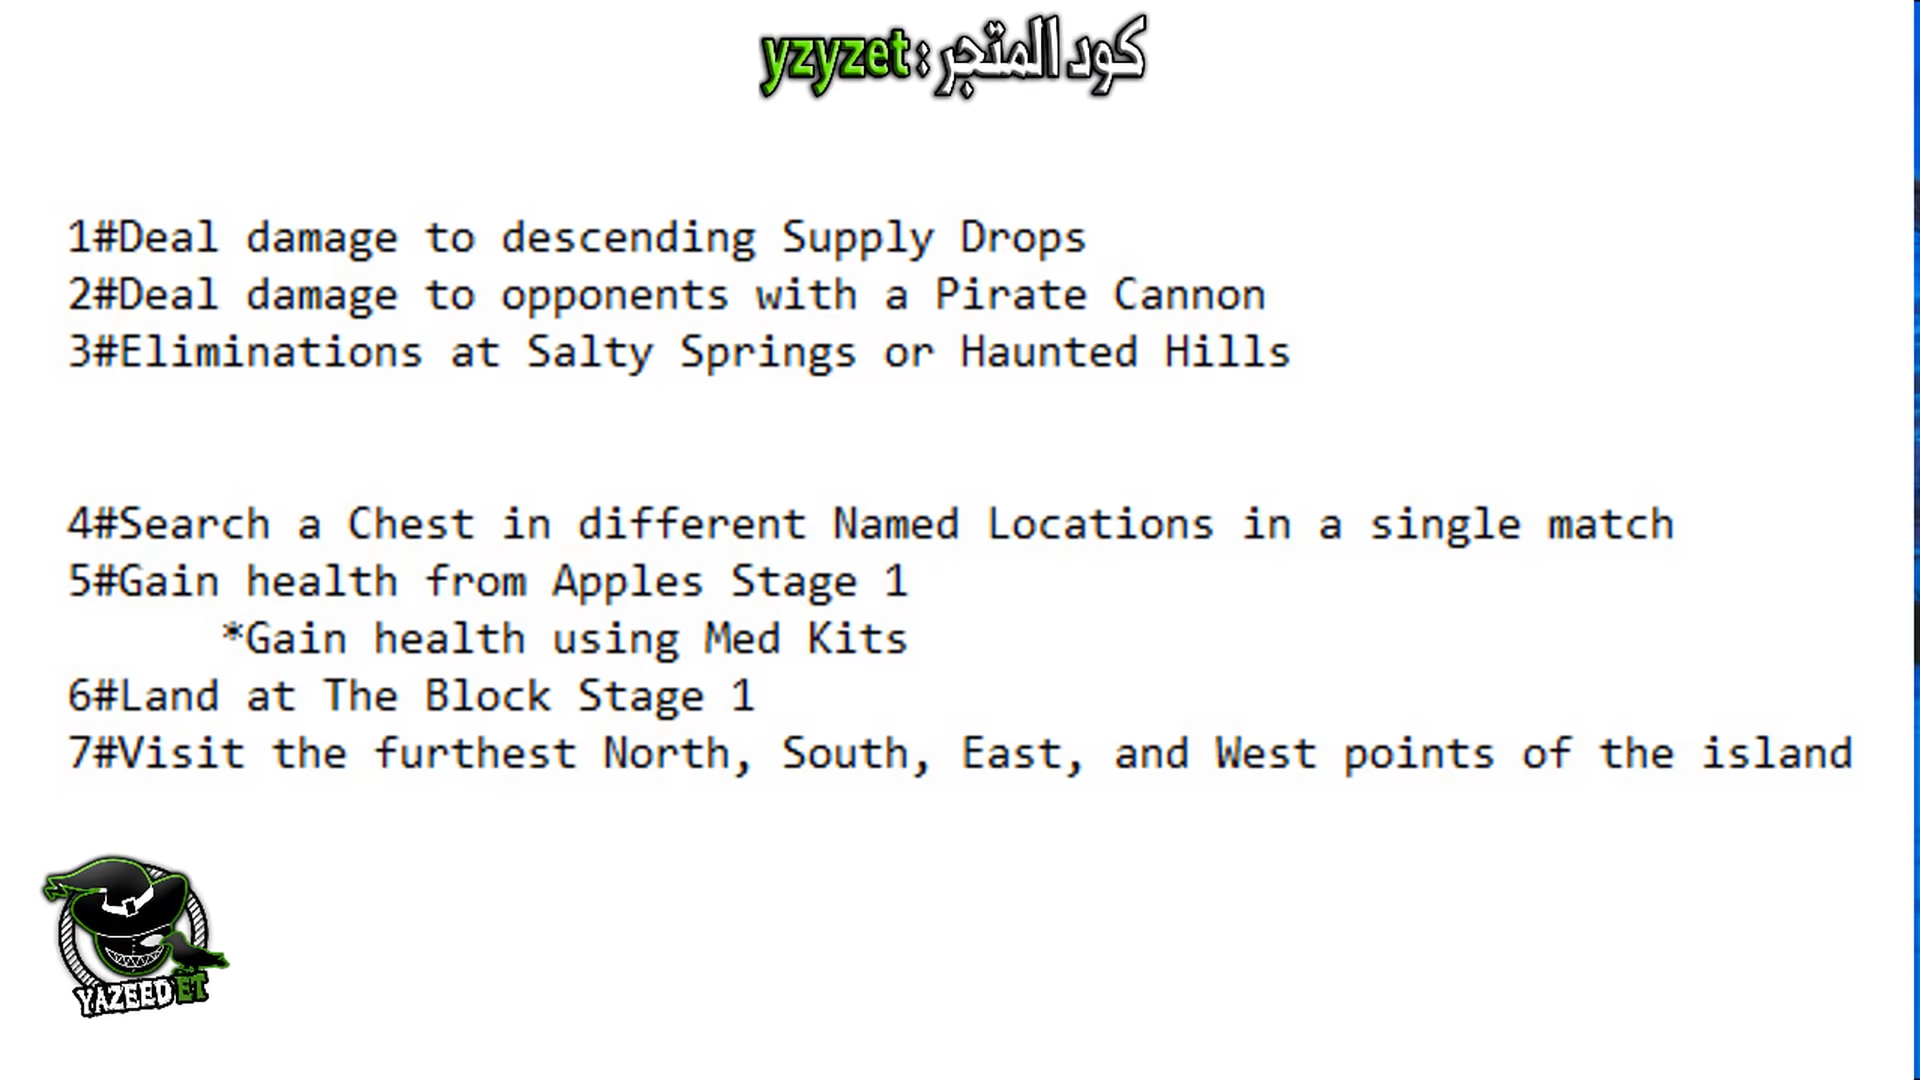 كود المتجر : yzyzet
1#Deal damage to descending Supply Drops
2#Deal damage to opponents with a Pirate Cannon
3#Eliminations at Salty Springs or Haunted Hills
4#Search a Chest in different Named Locations in a single match
5#Gain health from Apples Stage 1
*Gain health using Med Kits
6#Land at The Block Stage 1
7#Visit the furthest North, South, East, and West points of the island
YAZEED ET